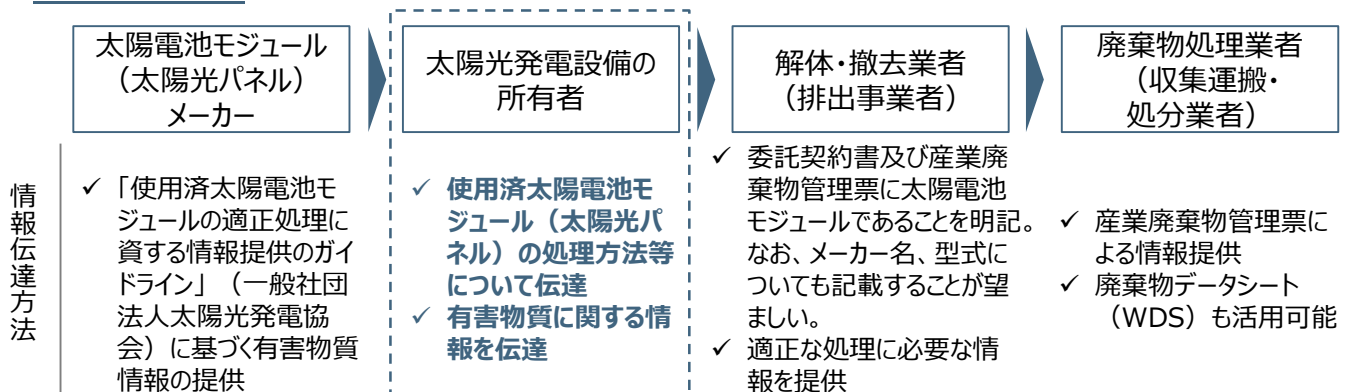 太陽電池モジュール
（太陽光パネル）
メーカー
太陽光発電設備の
所有者
解体・撤去業者
（排出事業者）
廃棄物処理業者
（収集運搬・
処分業者）
情報伝達方法
✓ 「使用済太陽電池モ
ジュールの適正処理に
資する情報提供のガイ
ドライン」（一般社団
法人太陽光発電協
会）に基づく有害物質
情報の提供
✓ 使用済太陽電池モ
ジュール（太陽光パ
ネル）の処理方法等
について伝達
✓ 有害物質に関する情
報を伝達
✓ 委託契約書及び産業廃
棄物管理票に太陽電池
モジュールであることを明記。
なお、メーカー名、型式に
ついても記載することが望
ましい。
✓ 適正な処理に必要な情
報を提供
✓ 産業廃棄物管理票に
よる情報提供
✓ 廃棄物データシート
（WDS）も活用可能